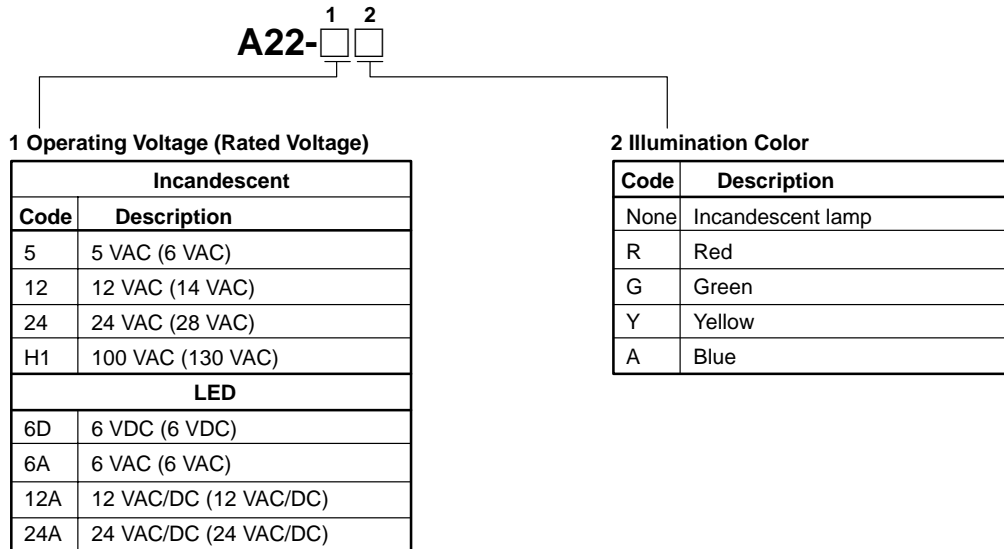 1 2
A22-□□
1 Operating Voltage (Rated Voltage)
Incandescent
Code Description
5 5 VAC (6 VAC)
12 12 VAC (14 VAC)
24 24 VAC (28 VAC)
H1 100 VAC (130 VAC)
LED
6D 6 VDC (6 VDC)
6A 6 VAC (6 VAC)
12A 12 VAC/DC (12 VAC/DC)
24A 24 VAC/DC (24 VAC/DC)
2 Illumination Color
Code Description
None Incandescent lamp
R Red
G Green
Y Yellow
A Blue